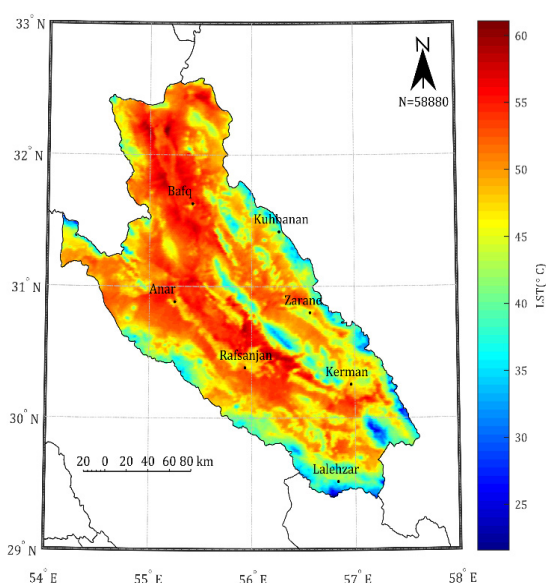 33° N
N
N=58880
32° N
31° N
30° N
29° N
54° E
55° E
56° E
57° E
58° E
Bafq
Kuhbanan
Anar
Zarand
Rafsanjan
Kerman
Lalehzar
20 0 20 40 60 80 km
60
55
50
45
40
35
30
25
LST(° C)